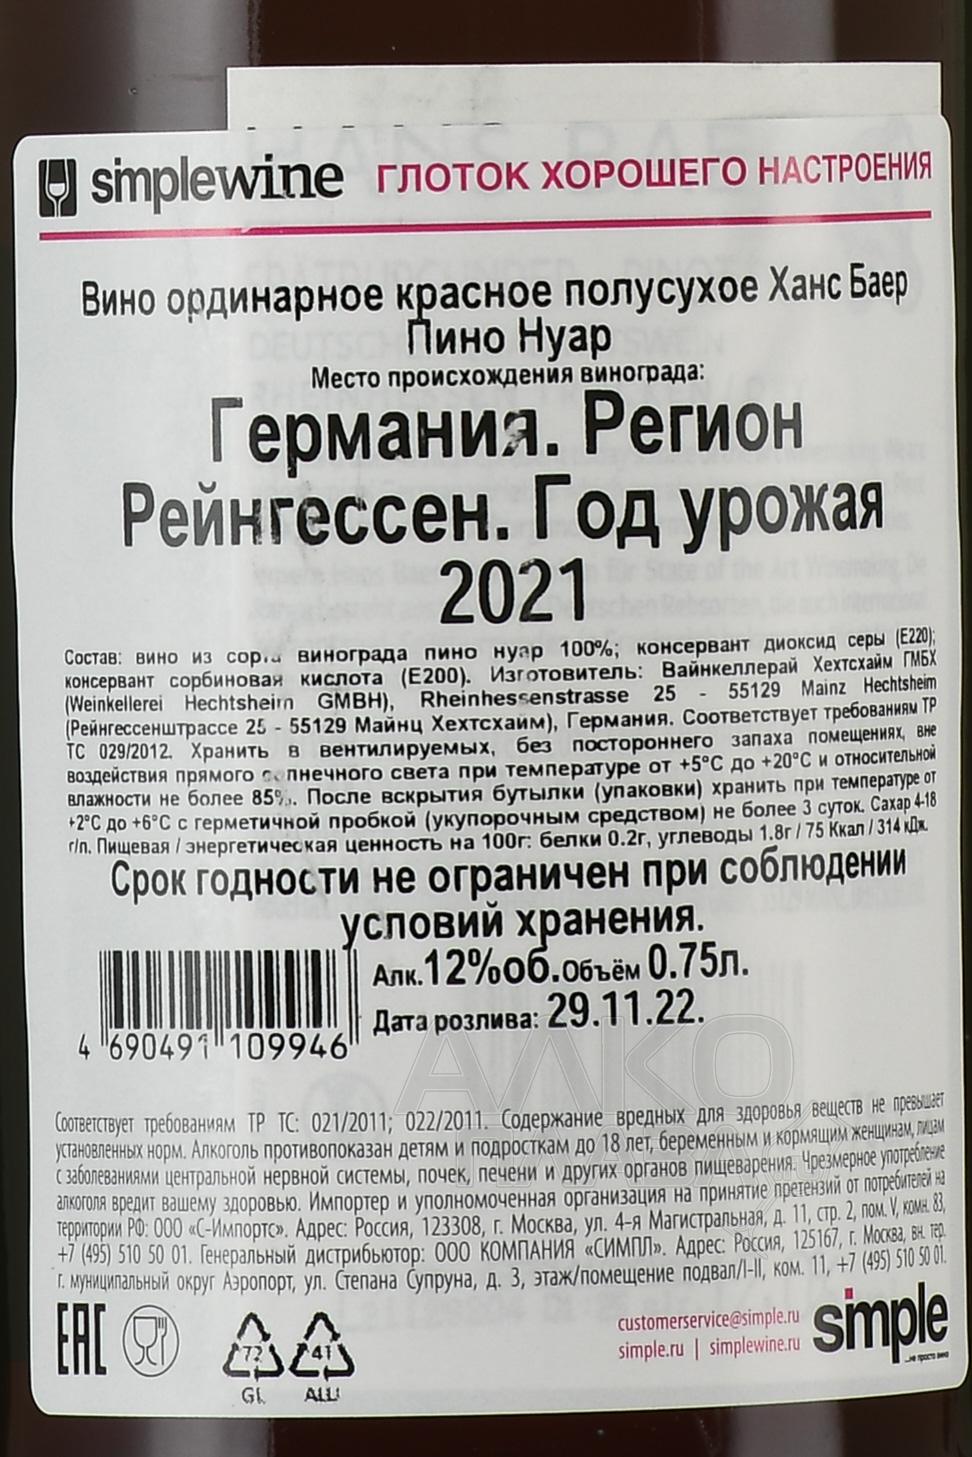 simplewine ГЛОТОК ХОРОШЕГО НАСТРОЕНИЯ
Вино ординарное красное полусухое Ханс Баер
Пино Нуар
Место происхождения винограда:
Германия. Регион
Рейнгессен. Год урожая
2021
Состав: вино из сорта винограда пино нуар 100%; консервант диоксид серы (Е220);
консервант сорбиновая кислота (Е200). Изготовитель: Вайнкеллерай Хехтсхайм ГМБХ
(Weinkellerei Hechtsheim GMBH), Rheinhessenstrasse 25 - 55129 Mainz Hechtsheim
(Рейнгессенштрассе 25 - 55129 Майнц Хехтсхайм), Германия. Соответствует требованиям ТР
ТС 029/2012. Хранить в вентилируемых, без постороннего запаха помещениях, вне
воздействия прямого солнечного света при температуре от +5°С до +20°С и относительной
влажности не более 85%. После вскрытия бутылки (упаковки) хранить при температуре от
+2°С до +6°С с герметичной пробкой (укупорочным средством) не более 3 суток. Сахар 4-18
г/л. Пищевая / энергетическая ценность на 100г: белки 0.2г, углеводы 1.8г / 75 Ккал / 314 кДж.
Срок годности не ограничен при соблюдении
условий хранения.
Алк.12%об.Объём 0.75л.
Дата розлива: 29.11.22.
4 690491 109946
Соответствует требованиям ТР ТС: 021/2011; 022/2011. Содержание вредных для здоровья веществ не превышает
установленных норм. Алкоголь противопоказан детям и подросткам до 18 лет, беременным и кормящим женщинам, лицам
с заболеваниями центральной нервной системы, почек, печени и других органов пищеварения. Чрезмерное употребление
алкоголя вредит вашему здоровью. Импортер и уполномоченная организация на принятие претензий от потребителей на
территории РФ: ООО «С-Импортс». Адрес: Россия, 123308, г. Москва, ул. 4-я Магистральная, д. 11, стр. 2, пом. V, комн. 83,
+7 (495) 510 50 01. Генеральный дистрибьютор: ООО КОМПАНИЯ «СИМПЛ». Адрес: Россия, 125167, г. Москва, вн. тер.
г. муниципальный округ Аэропорт, ул. Степана Супруна, д. 3, этаж/помещение подвал/I-II, ком. 11, +7 (495) 510 50 01.
EAC
72
GL
41
ALU
customerservice@simple.ru
simple.ru | simplewine.ru
simple
...не просто вино
АЛКО